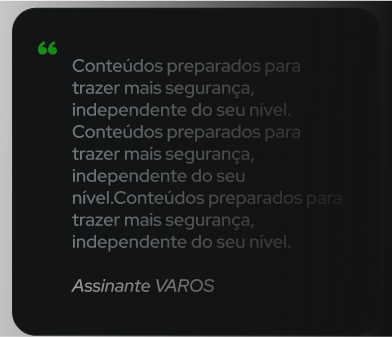 “
Conteúdos preparados para
trazer mais segurança,
independente do seu nível.
Conteúdos preparados para
trazer mais segurança,
independente do seu
nível.Conteúdos preparados para
trazer mais segurança,
independente do seu nível.
Assinante VAROS